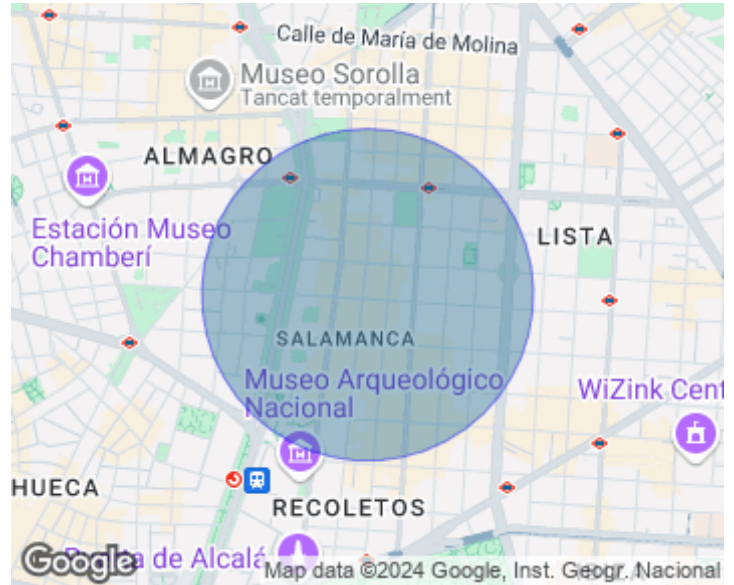 Calle de María de Molina
Museo Sorolla
Tancat temporalment
ALMAGRO
Estación Museo
Chamberí
LISTA
SALAMANCA
Museo Arqueológico
Nacional
WiZink Cent
HUECA
RECOLETOS
de Alcalá
Google
Map data ©2024 Google, Inst. Geogr. Nacional